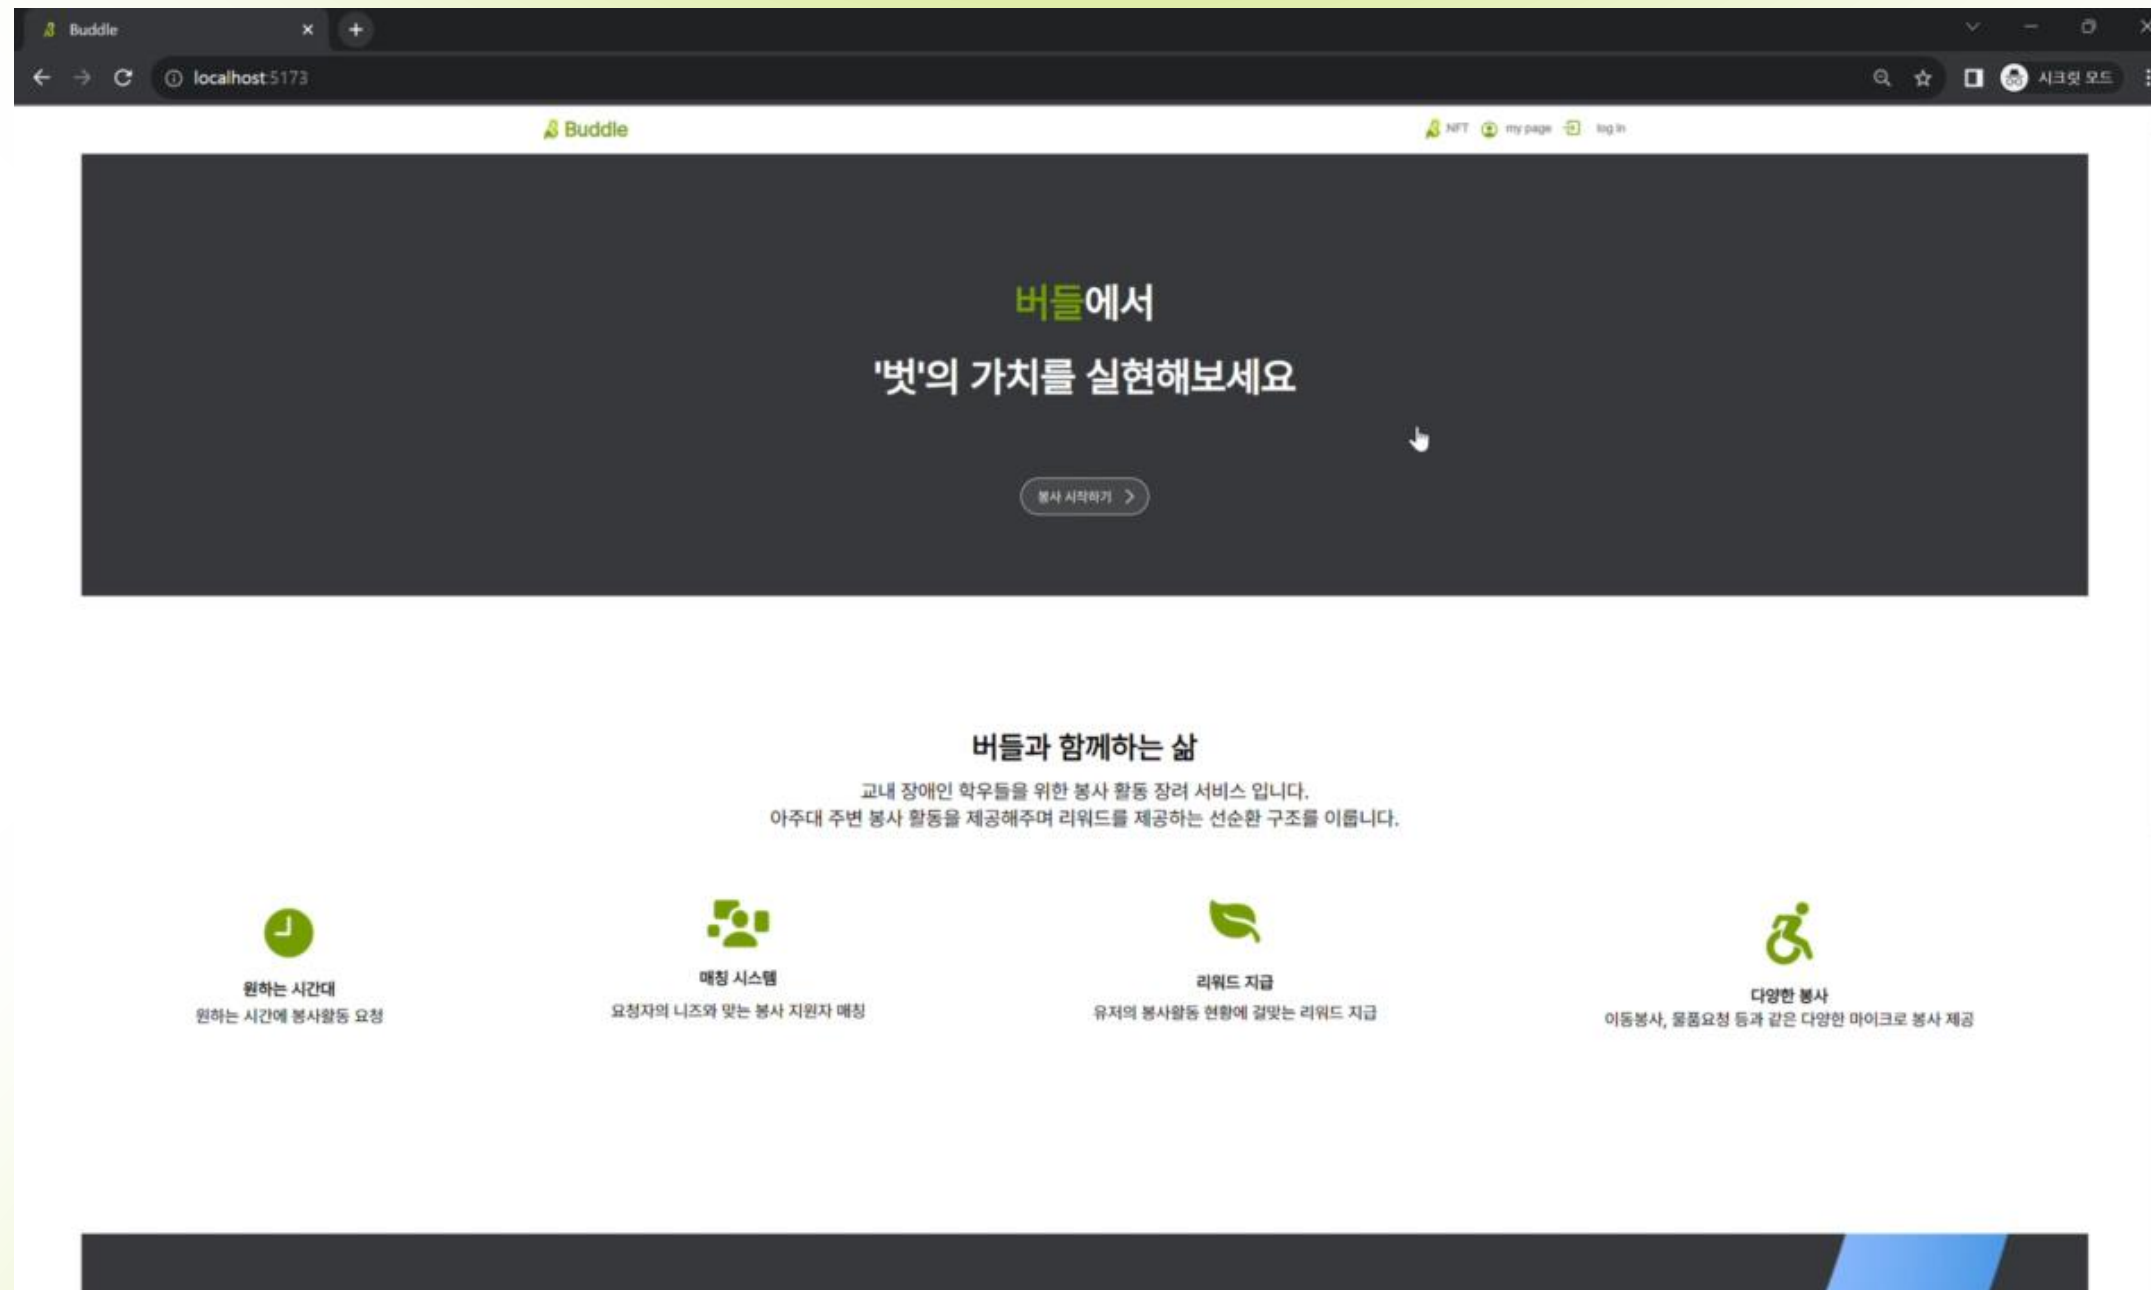 Buddle
localhost:5173
시크릿 모드
Buddle
NFT my page log in
버들에서
'벗'의 가치를 실현해보세요
봉사 시작하기
버들과 함께하는 삶
교내 장애인 학우들을 위한 봉사 활동 장려 서비스 입니다.
아주대 주변 봉사 활동을 제공해주며 리워드를 제공하는 선순환 구조를 이룹니다.
원하는 시간대
원하는 시간에 봉사활동 요청
매칭 시스템
요청자의 니즈와 맞는 봉사 지원자 매칭
리워드 지급
유저의 봉사활동 현황에 걸맞는 리워드 지급
다양한 봉사
이동봉사, 물품요청 등과 같은 다양한 마이크로 봉사 제공